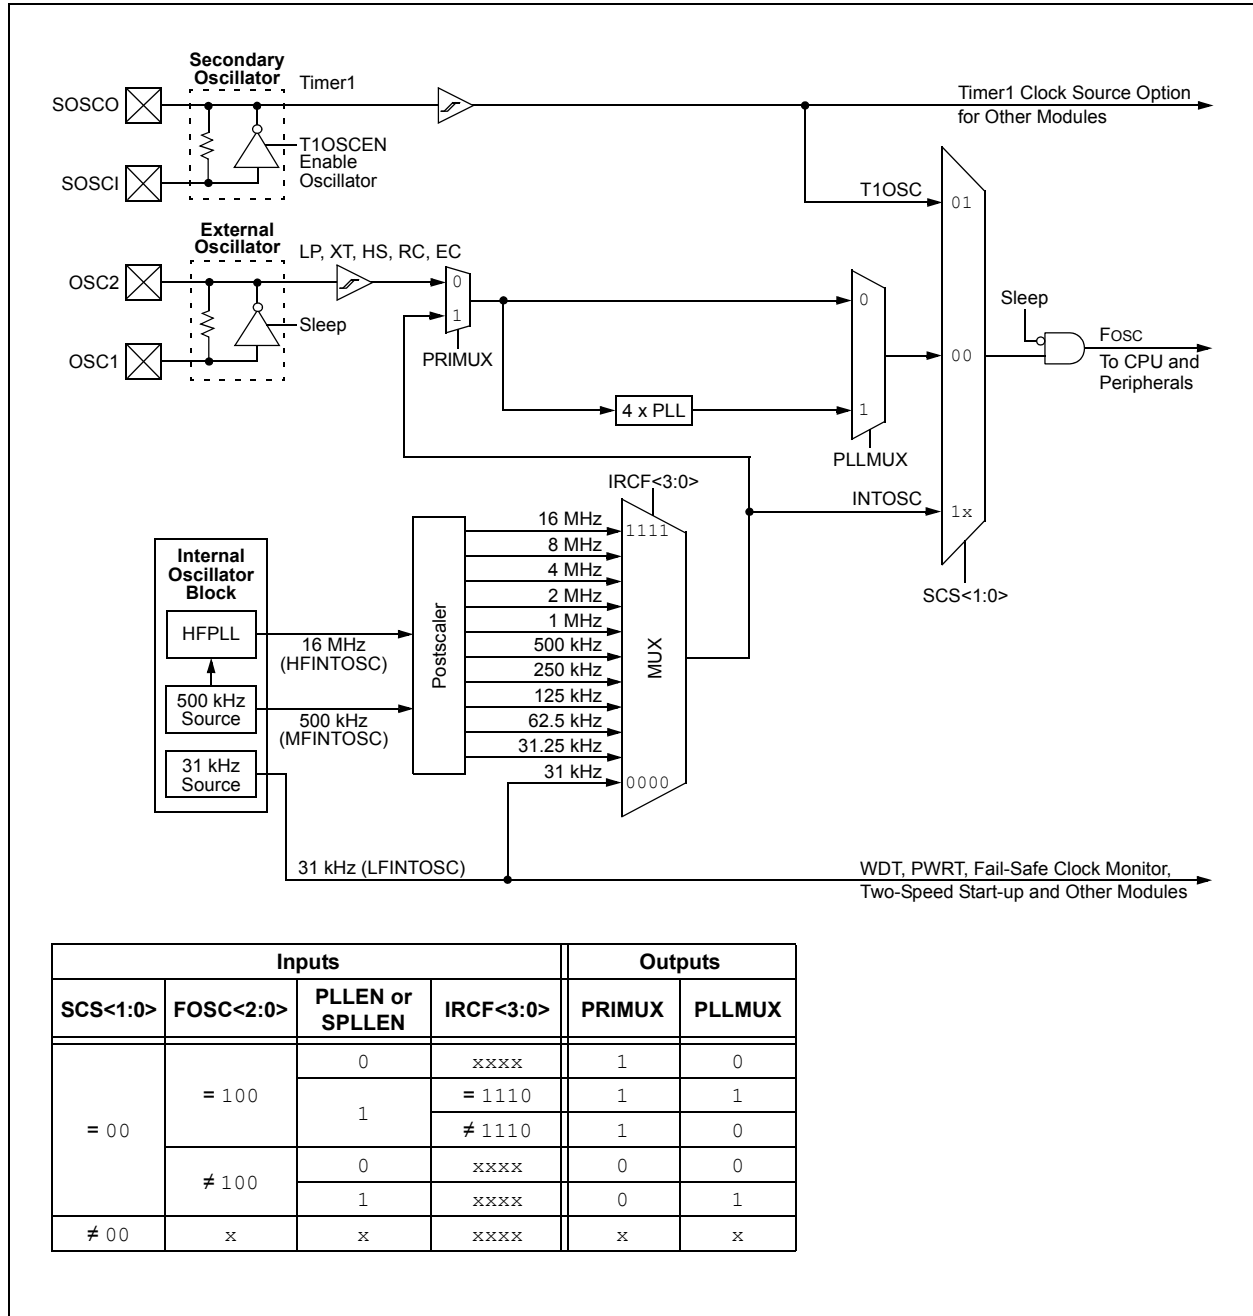 Secondary
Oscillator
Timer1
SOSCO
Timer1 Clock Source Option
for Other Modules
T1OSCEN
Enable
Oscillator
SOSCI
T1OSC
01
External
Oscillator
LP, XT, HS, RC, EC
OSC2
0
1
0
Sleep
Sleep
FOSC
To CPU and
Peripherals
OSC1
PRIMUX
00
4 x PLL
1
PLLMUX
IRCF<3:0>
INTOSC
1x
SCS<1:0>
Internal
Oscillator
Block
HFPLL
500 kHz
Source
31 kHz
Source
16 MHz
(HFINTOSC)
500 kHz
(MFINTOSC)
Postscaler
16 MHz
8 MHz
4 MHz
2 MHz
1 MHz
500 kHz
250 kHz
125 kHz
62.5 kHz
31.25 kHz
31 kHz
1111
MUX
0000
31 kHz (LFINTOSC)
WDT, PWRT, Fail-Safe Clock Monitor,
Two-Speed Start-up and Other Modules
Inputs Outputs
SCS<1:0> FOSC<2:0> PLLEN or SPLLEN IRCF<3:0> PRIMUX PLLMUX
= 00 = 100 0 xxxx 1 0
1 = 1110 1 1
≠ 1110 1 0
≠ 100 0 xxxx 0 0
1 xxxx 0 1
≠ 00 x x xxxx x x